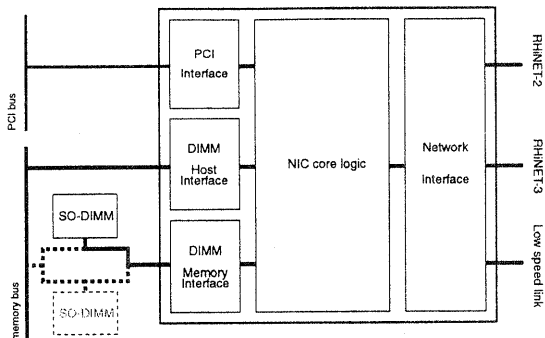 PCI bus
memory bus
PCI
Interface
DIMM
Host
Interface
DIMM
Memory
Interface
SO-DIMM
SO-DIMM
NIC core logic
Network
Interface
RHiNET-2
RHiNET-3
Low speed link